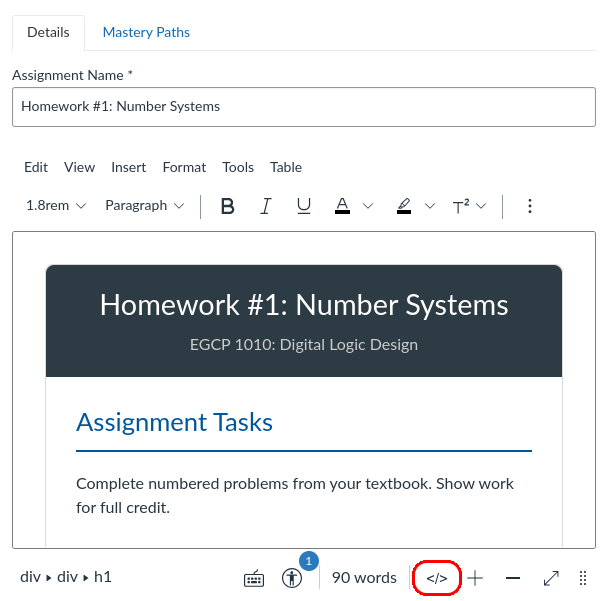 Details Mastery Paths
Assignment Name *
Homework #1: Number Systems
Edit View Insert Format Tools Table
1.8rem Paragraph B I U A T²
Homework #1: Number Systems
EGCP 1010: Digital Logic Design
Assignment Tasks
Complete numbered problems from your textbook. Show work
for full credit.
1
div ▸ div ▸ h1 90 words </>